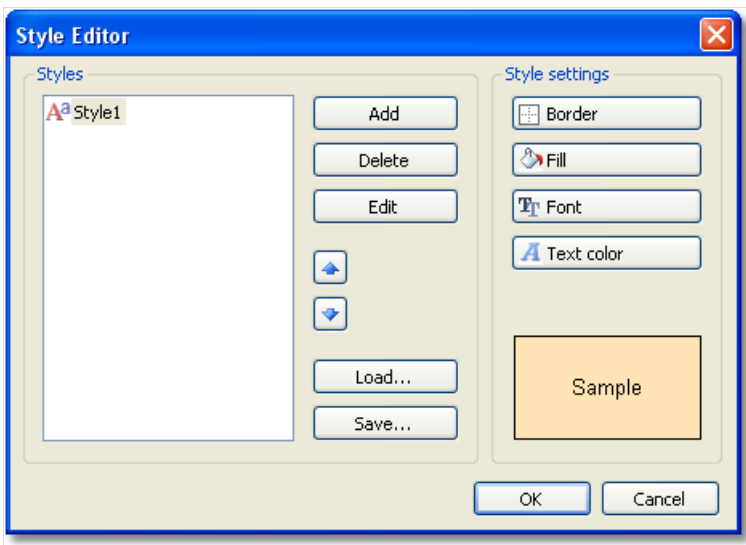 Style Editor
Styles
Aa Style1
Add
Delete
Edit
Load...
Save...
Style settings
Border
Fill
Font
Text color
Sample
OK
Cancel